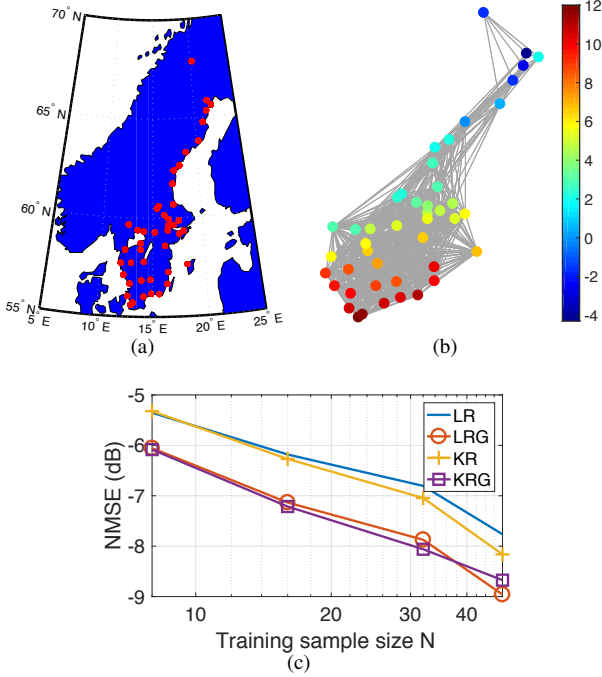 70° N
65° N
60° N
55° N
5° E
10° E
15° E
20° E
25° E
(a)
12
10
8
6
4
2
0
-2
-4
(b)
-5
-6
-7
-8
-9
NMSE (dB)
LR
LRG
KR
KRG
10
20
30
40
Training sample size N
(c)